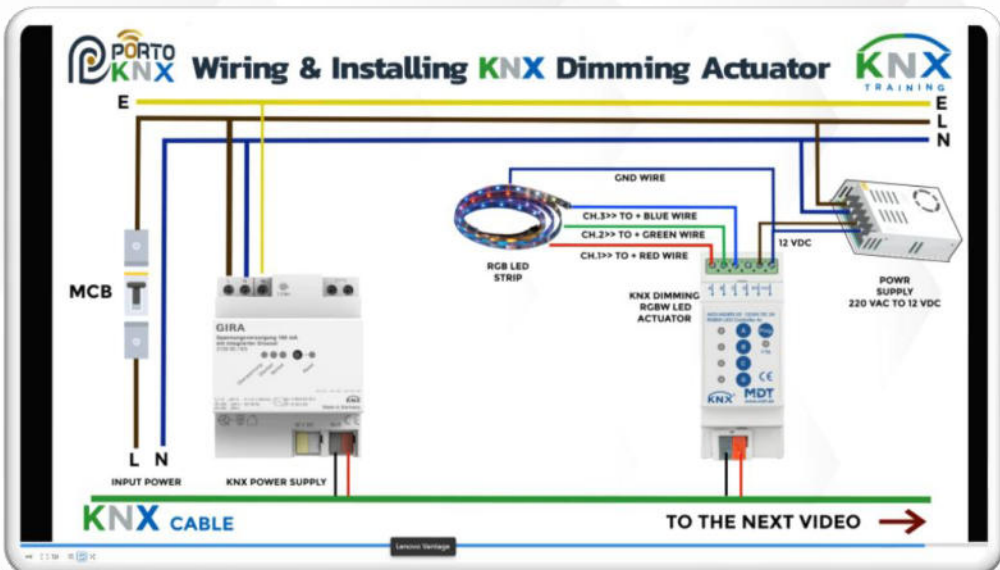 PORTO
KNX
Wiring & Installing KNX Dimming Actuator
KNX
TRAINING
E
E
L
N
GND WIRE
CH.3>> TO + BLUE WIRE
CH.2>> TO + GREEN WIRE
CH.1>> TO + RED WIRE
12 VDC
RGB LED
STRIP
POWR
SUPPLY
220 VAC TO 12 VDC
MCB
KNX DIMMING
RGBW LED
ACTUATOR
GIRA
A
B
C
D
KNX
MDT
L N
INPUT POWER
KNX POWER SUPPLY
KNX CABLE
TO THE NEXT VIDEO
Lenovo Vantage